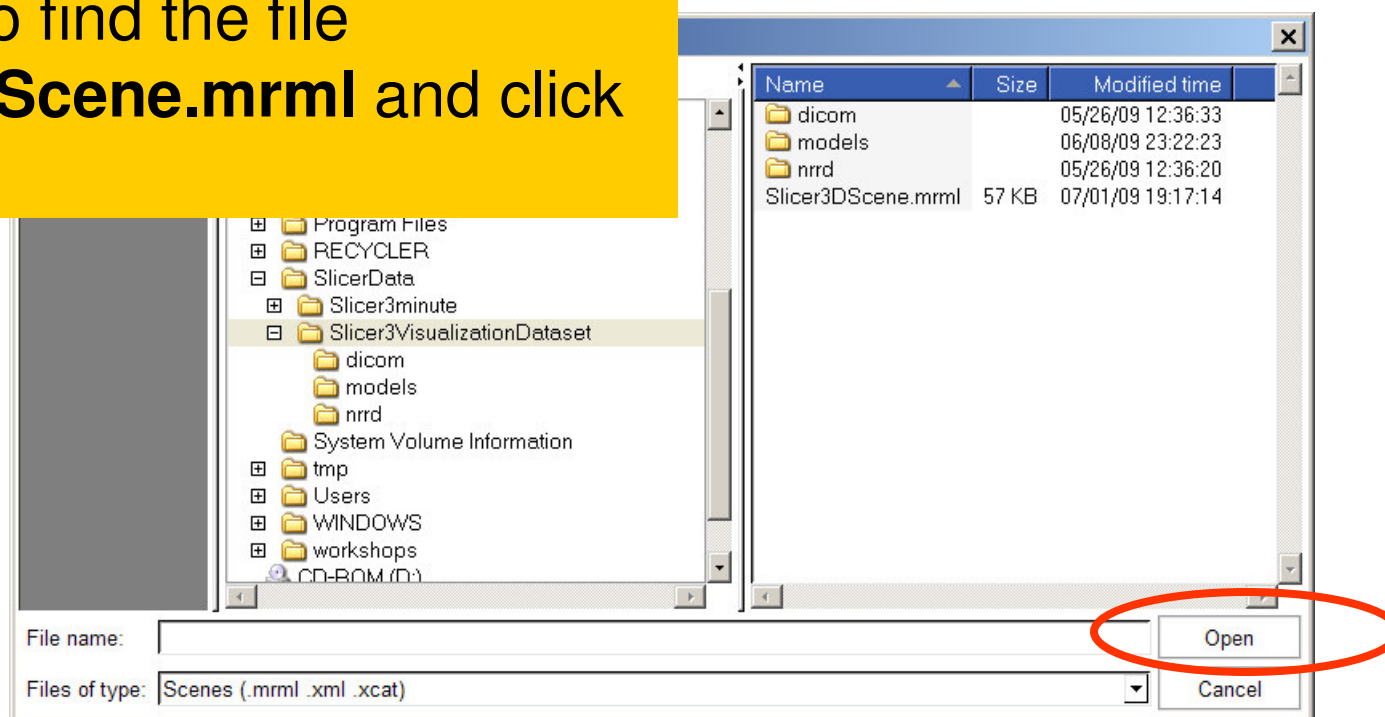 o find the file
Scene.mrml and click
Name Size Modified time
dicom 05/26/09 12:36:33
models 06/08/09 23:22:23
nrrd 05/26/09 12:36:20
Slicer3DScene.mrml 57 KB 07/01/09 19:17:14
Program Files
RECYCLER
SlicerData
Slicer3minute
Slicer3VisualizationDataset
dicom
models
nrrd
System Volume Information
tmp
Users
WINDOWS
workshops
CD-ROM (D:)
File name:
Open
Files of type: Scenes (.mrml .xml .xcat)
Cancel